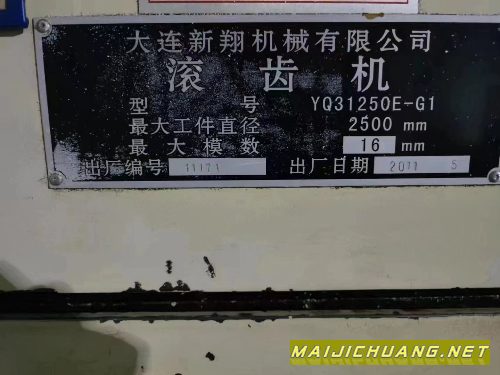 大连新翔机械有限公司
滚齿机
型号 YQ31250E-G1
最大工件直径 2500 mm
最大模数 16 mm
出厂编号 11171 出厂日期 2011 5
MAIJICHUANG.NET